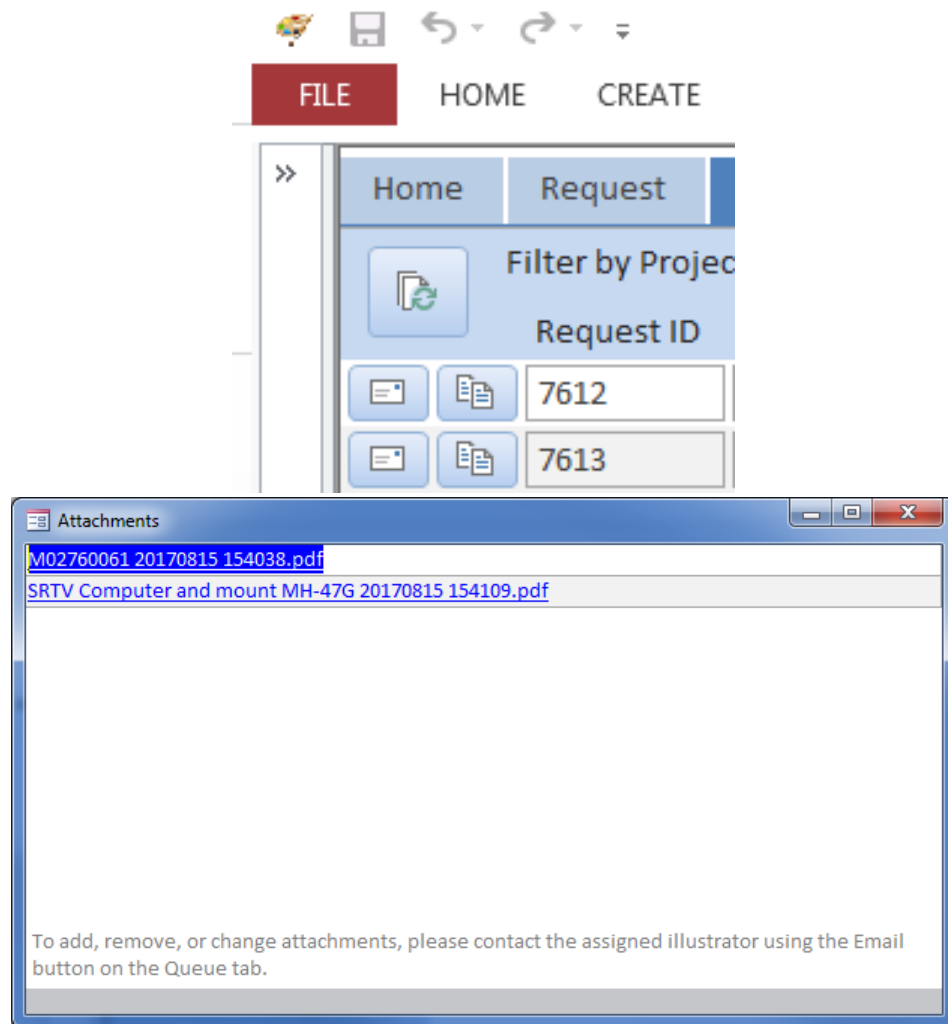 FILE HOME CREATE
Home Request
Filter by Projec
Request ID
7612
7613
Attachments
M02760061 20170815 154038.pdf
SRTV Computer and mount MH-47G 20170815 154109.pdf
To add, remove, or change attachments, please contact the assigned illustrator using the Email
button on the Queue tab.